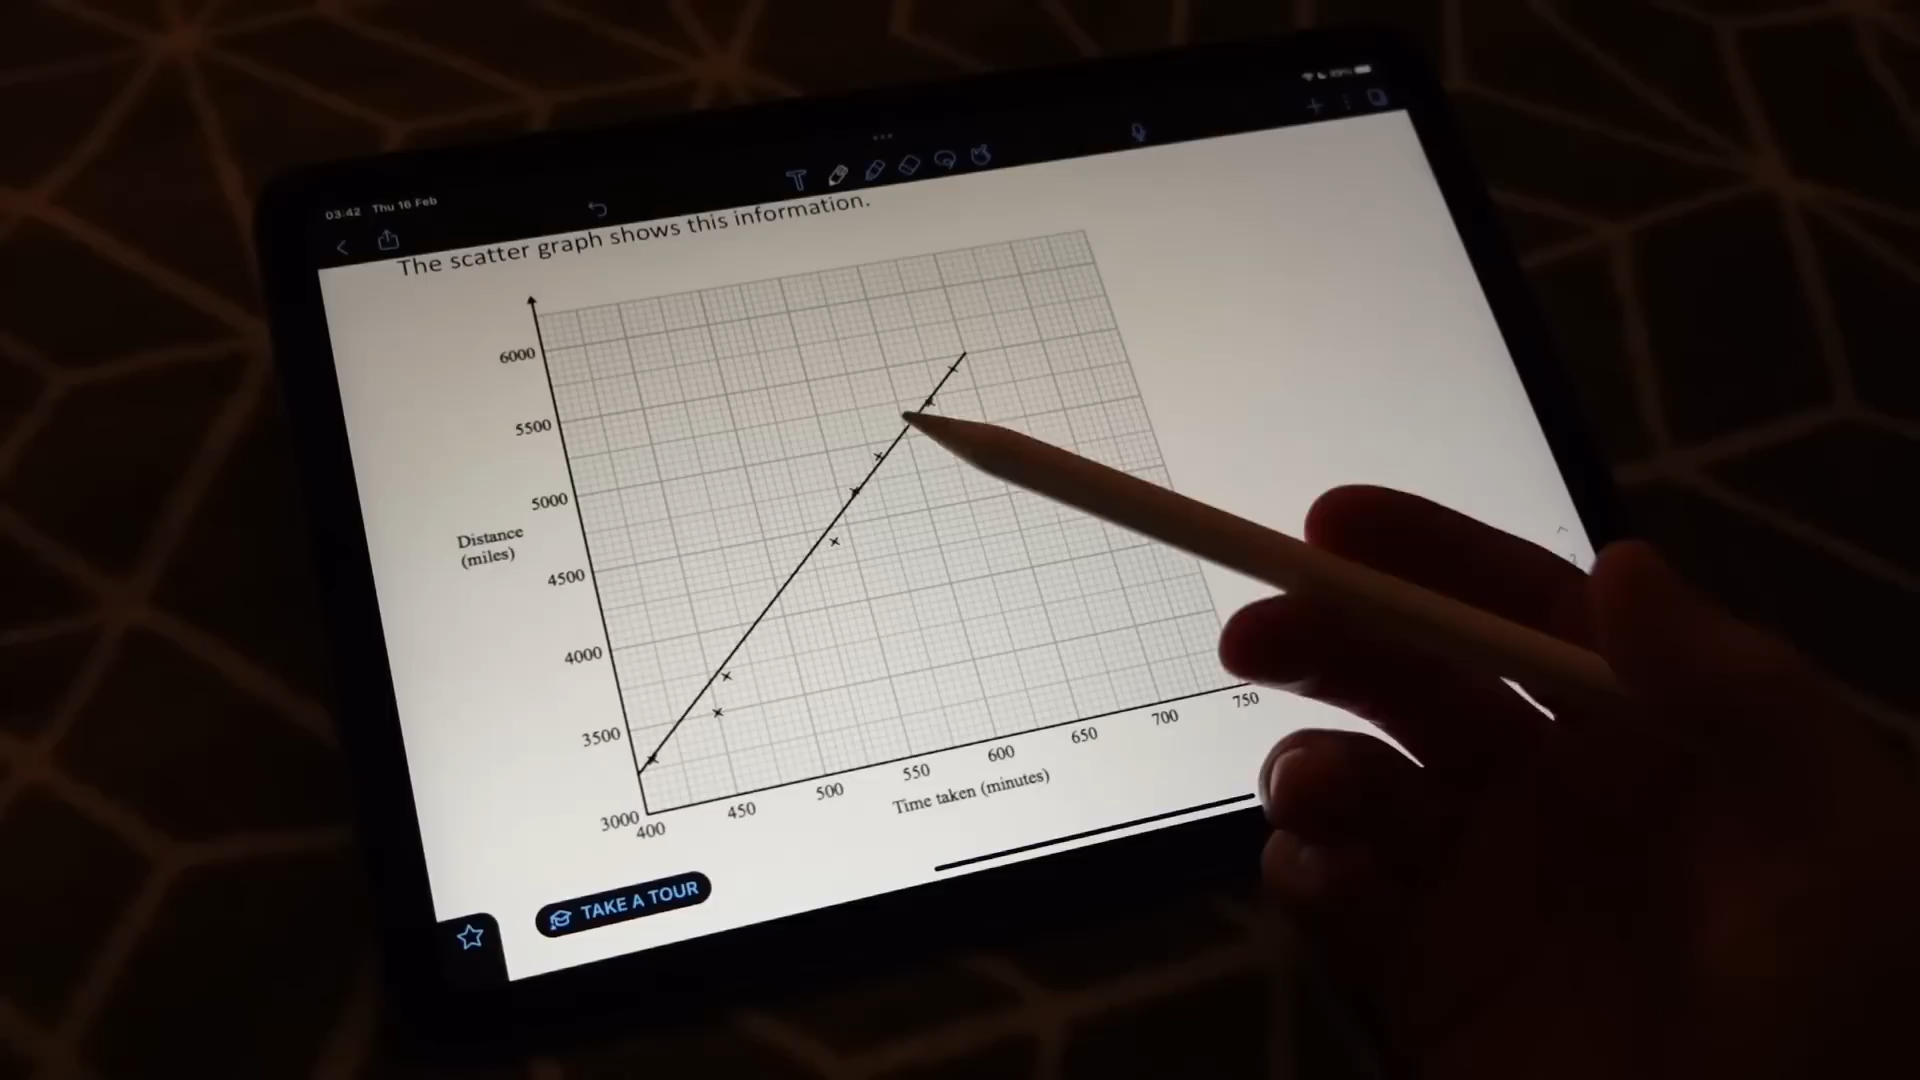 03:42 Thu 16 Feb
The scatter graph shows this information.
6000
5500
5000
Distance
(miles)
4500
4000
3500
3000
400 450 500 550 600 650 700 750
Time taken (minutes)
TAKE A TOUR